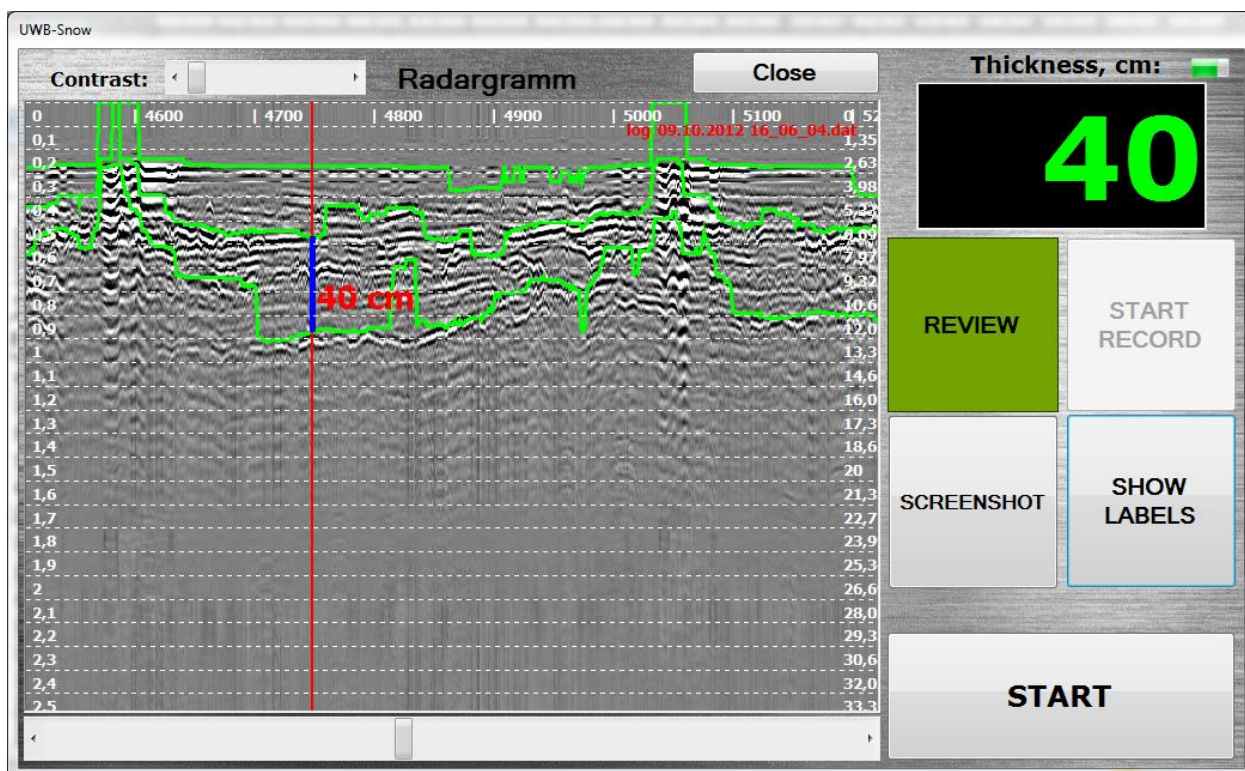 UWB-Snow
Contrast:
Radargramm
Close
Thickness, cm:
40
0 4600 4700 4800 4900 5000 5100 0 52
log 09.10.2012 16_06_04.dat
0,1 1,35
0,2 2,63
0,3 3,98
0,6 7,97
0,7 9,32
40 cm
0,8 10,6
0,9 12,0
1 13,3
1,1 14,6
1,2 16,0
1,3 17,3
1,4 18,6
1,5 20
1,6 21,3
1,7 22,7
1,8 23,9
1,9 25,3
2 26,6
2,1 28,0
2,2 29,3
2,3 30,6
2,4 32,0
2,5 33,3
REVIEW
START
RECORD
SCREENSHOT
SHOW
LABELS
START